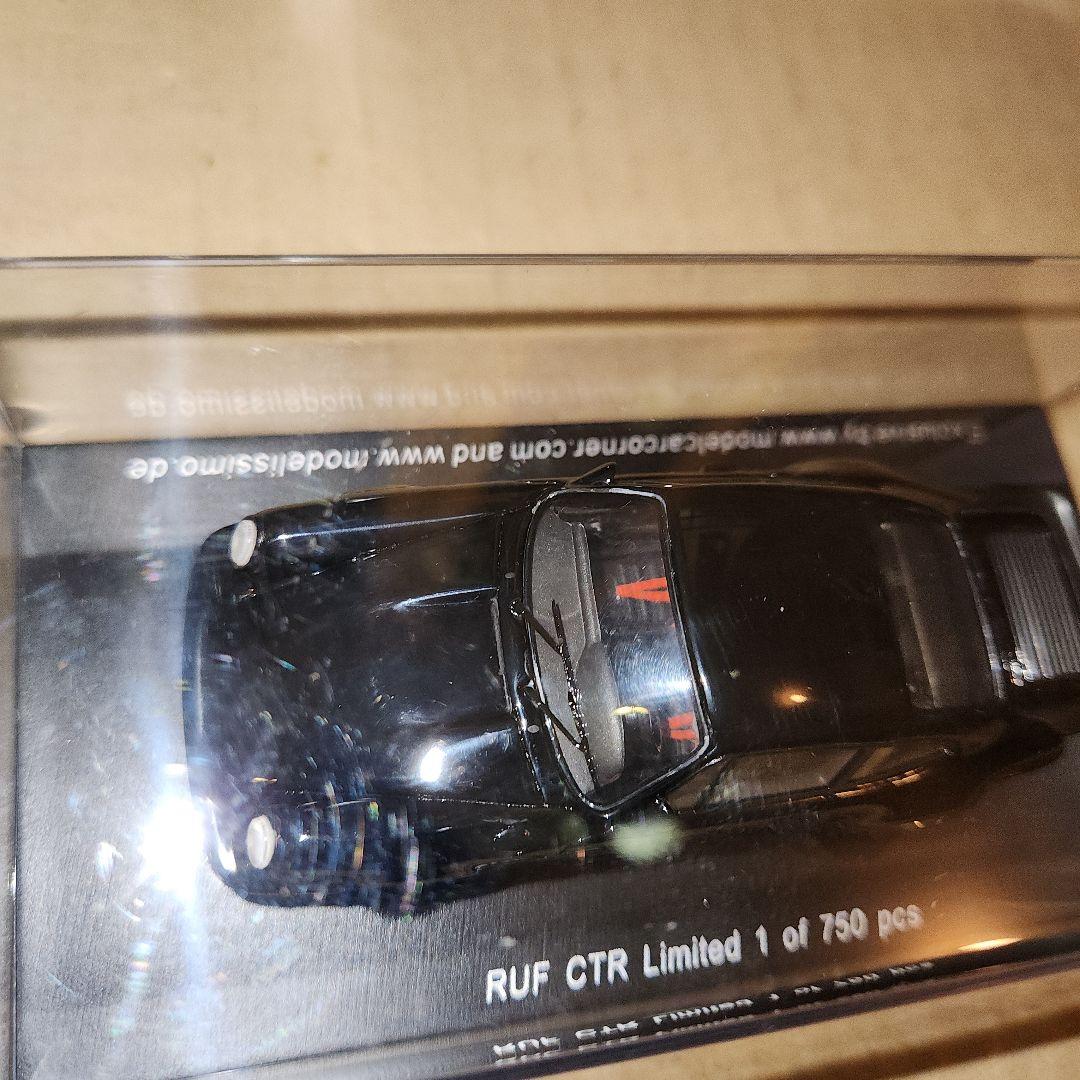 Exclusive by www.modelcarcorner.com and www.modelissimo.de
RUF CTR Limited 1 of 750 pcs